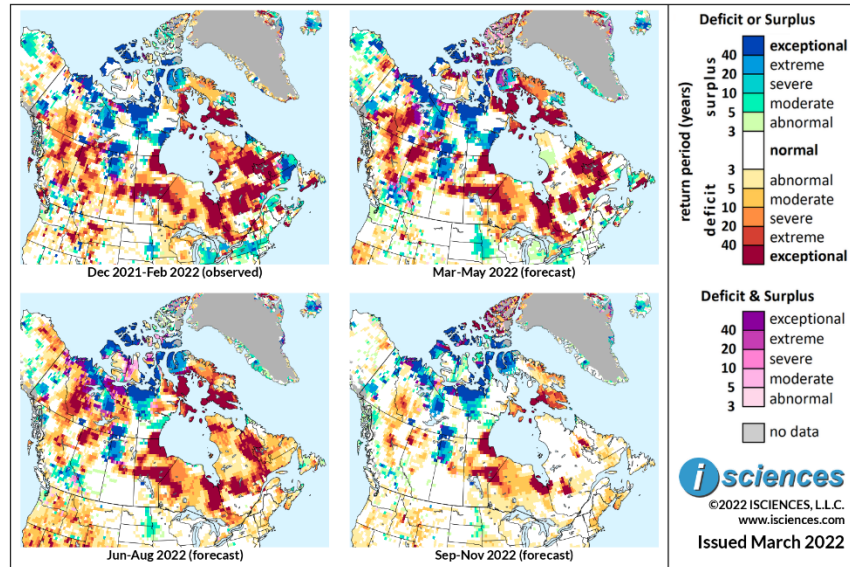 Dec 2021-Feb 2022 (observed)
Mar-May 2022 (forecast)
Jun-Aug 2022 (forecast)
Sep-Nov 2022 (forecast)
Deficit or Surplus
return period (years)
surplus
deficit
exceptional
40
extreme
20
severe
10
moderate
5
abnormal
3
normal
3
abnormal
5
moderate
10
severe
20
extreme
40
exceptional
Deficit & Surplus
exceptional
40
extreme
20
severe
10
moderate
5
abnormal
3
no data
i sciences
©2022 ISCIENCES, L.L.C.
www.isciences.com
Issued March 2022